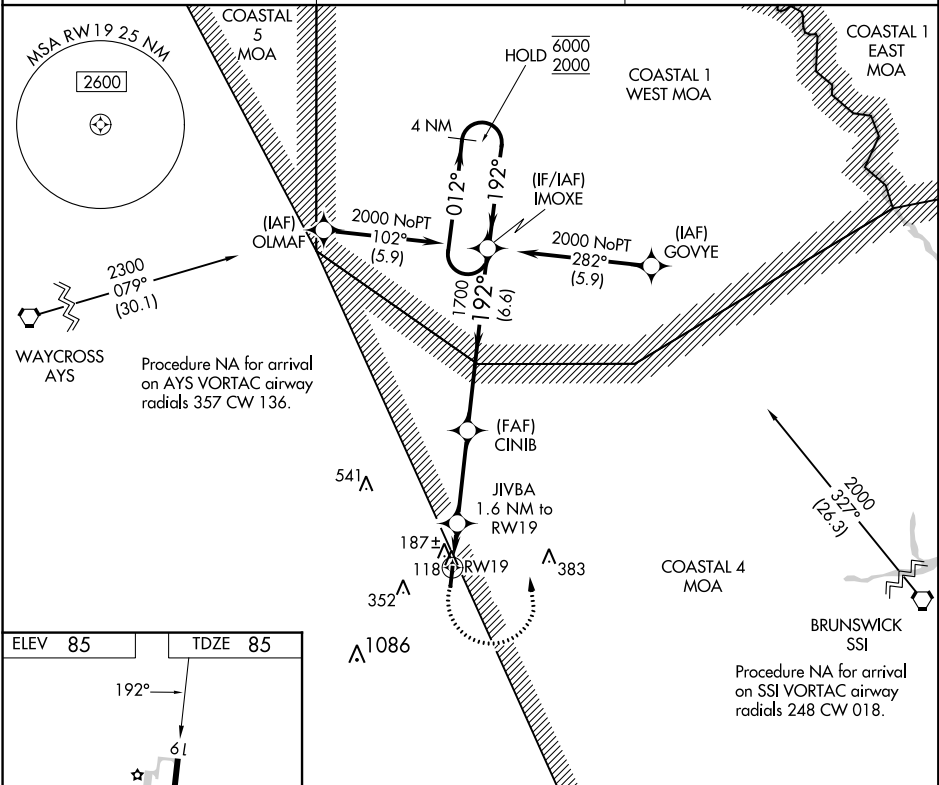 MSA RW 19 25 NM
2600
COASTAL
5
MOA
HOLD
6000
2000
COASTAL 1
WEST MOA
COASTAL 1
EAST
MOA
4 NM
012°
192°
(IF/IAF)
IMOXE
(IAF)
OLMAF
2000 NoPT
102°
(5.9)
2000 NoPT
282°
(5.9)
(IAF)
GOVYE
2300
079°
(30.1)
1700
192°
(6.6)
WAYCROSS
AYS
Procedure NA for arrival
on AYS VORTAC airway
radials 357 CW 136.
(FAF)
CINIB
541
JIVBA
1.6 NM to
RW19
187±
118
RW19
383
352
1086
COASTAL 4
MOA
2000
327°
(26.3)
BRUNSWICK
SSI
Procedure NA for arrival
on SSI VORTAC airway
radials 248 CW 018.
ELEV 85
TDZE 85
192°
19